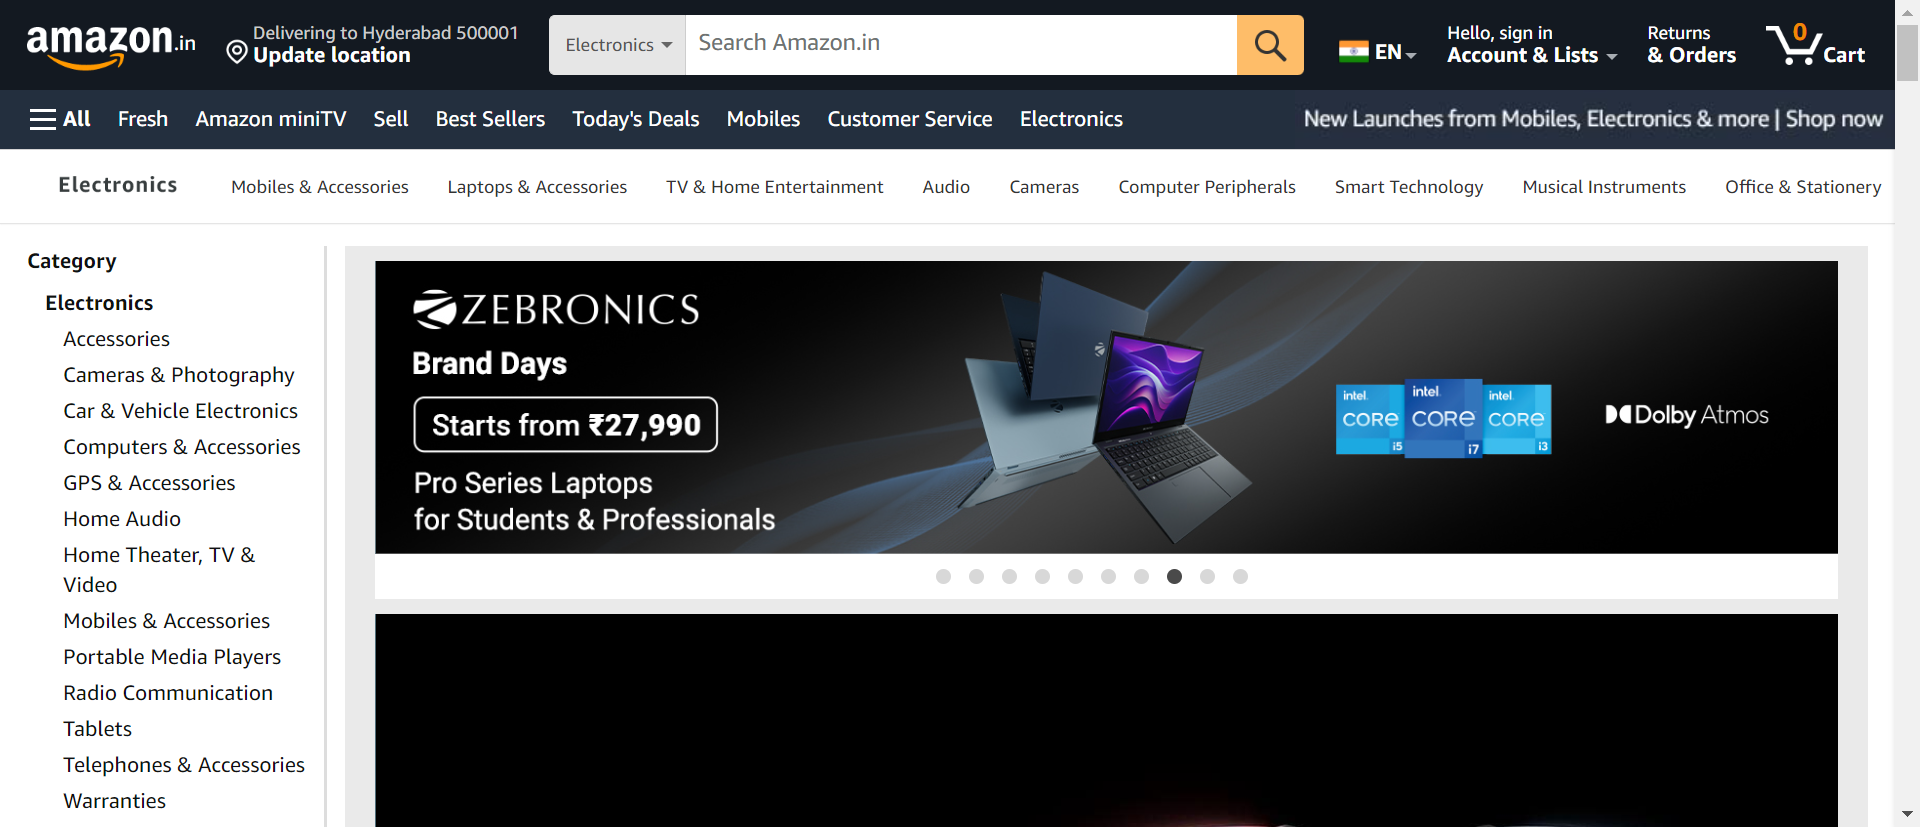 amazon.in
Delivering to Hyderabad 500001
Update location
Electronics
Search Amazon.in
EN
Hello, sign in
Account & Lists
Returns
& Orders
0
Cart
All
Fresh
Amazon miniTV
Sell
Best Sellers
Today's Deals
Mobiles
Customer Service
Electronics
New Launches from Mobiles, Electronics & more | Shop now
Electronics
Mobiles & Accessories
Laptops & Accessories
TV & Home Entertainment
Audio
Cameras
Computer Peripherals
Smart Technology
Musical Instruments
Office & Stationery
Category
Electronics
Accessories
Cameras & Photography
Car & Vehicle Electronics
Computers & Accessories
GPS & Accessories
Home Audio
Home Theater, TV &
Video
Mobiles & Accessories
Portable Media Players
Radio Communication
Tablets
Telephones & Accessories
Warranties
ZEBRONICS
Brand Days
Starts from ₹27,990
Pro Series Laptops
for Students & Professionals
intel
CORE
i5
intel
CORE
i7
intel
CORE
i3
Dolby Atmos